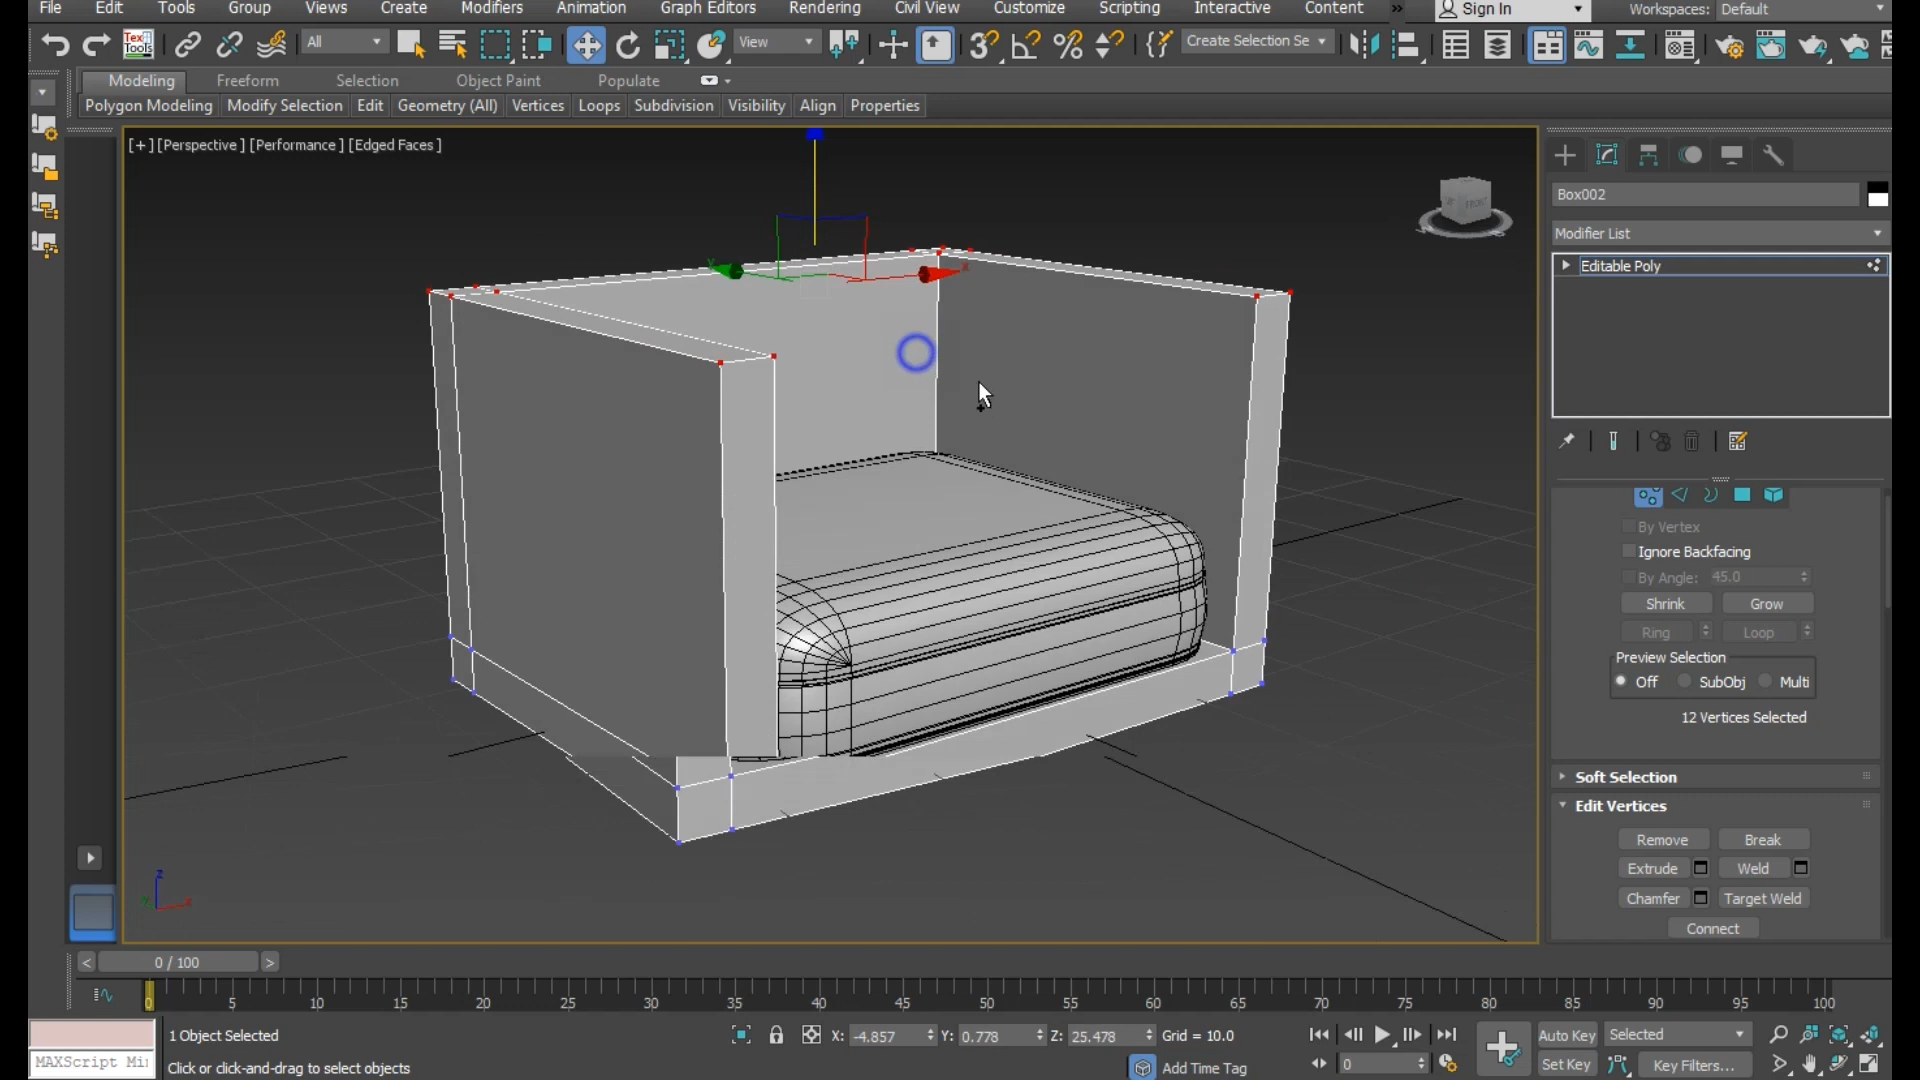 File Edit Tools Group Views Create Modifiers Animation Graph Editors Rendering Civil View Customize Scripting Interactive Content » Sign In Workspaces: Default
Tex Tools All View Create Selection Se
Modeling Freeform Selection Object Paint Populate
Polygon Modeling Modify Selection Edit Geometry (All) Vertices Loops Subdivision Visibility Align Properties
[+] [Perspective] [Performance] [Edged Faces]
Box002
Modifier List
Editable Poly
By Vertex
Ignore Backfacing
By Angle: 45.0
Shrink Grow
Ring Loop
Preview Selection
Off SubObj Multi
12 Vertices Selected
Soft Selection
Edit Vertices
Remove Break
Extrude Weld
Chamfer Target Weld
Connect
< 0 / 100 >
0 5 10 15 20 25 30 35 40 45 50 55 60 65 70 75 80 85 90 95 100
1 Object Selected X: -4.857 Y: 0.778 Z: 25.478 Grid = 10.0 Auto Key Selected
MAXScript Mi Click or click-and-drag to select objects Add Time Tag 0 Set Key Key Filters...